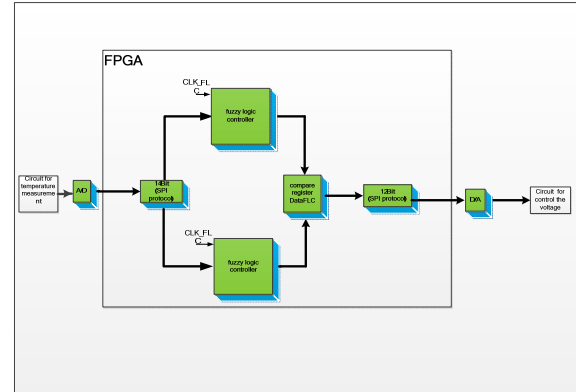 FPGA
CLK_FL
C
fuzzy logic
controller
Circuit for
temperature
measureme
nt
A/D
14Bit
(SPI
protocol)
compare
register
DataFLC
12Bit
(SPI protocol)
D/A
Circuit for
control the
voltage
CLK_FL
C
fuzzy logic
controller